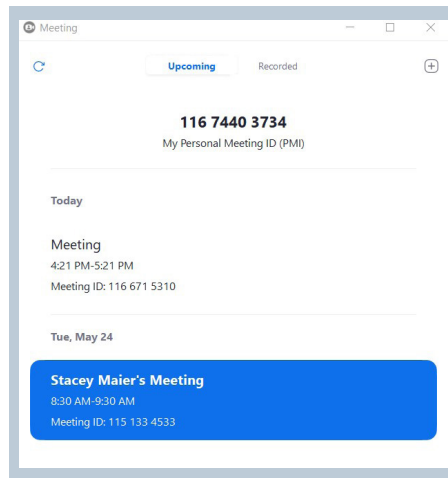 Meeting
Upcoming Recorded
116 7440 3734
My Personal Meeting ID (PMI)
Today
Meeting
4:21 PM-5:21 PM
Meeting ID: 116 671 5310
Tue, May 24
Stacey Maier's Meeting
8:30 AM-9:30 AM
Meeting ID: 115 133 4533